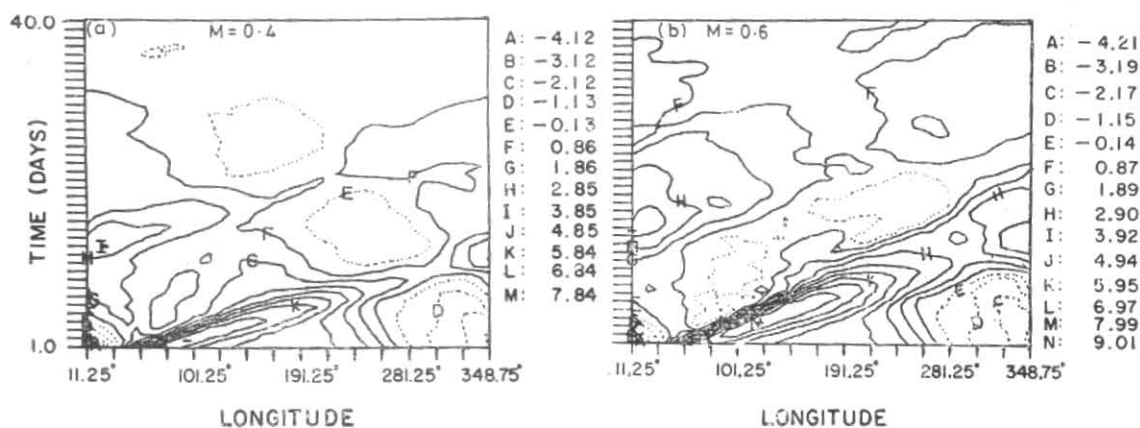 40.0
(a)
M = 0.4
A: -4.12
B: -3.12
C: -2.12
D: -1.13
E: -0.13
F: 0.86
G: 1.86
H: 2.85
I: 3.85
J: 4.85
K: 5.84
L: 6.84
M: 7.84
TIME (DAYS)
1.0
11.25° 101.25° 191.25° 281.25° 348.75°
LONGITUDE
E
F
G
K
D
(b) M = 0.6
A: -4.21
B: -3.19
C: -2.17
D: -1.15
E: -0.14
F: 0.87
G: 1.89
H: 2.90
I: 3.92
J: 4.94
K: 5.95
L: 6.97
M: 7.99
N: 9.01
F
F
H
H
H
K
E
D
11.25° 101.25° 191.25° 281.25° 348.75°
LONGITUDE